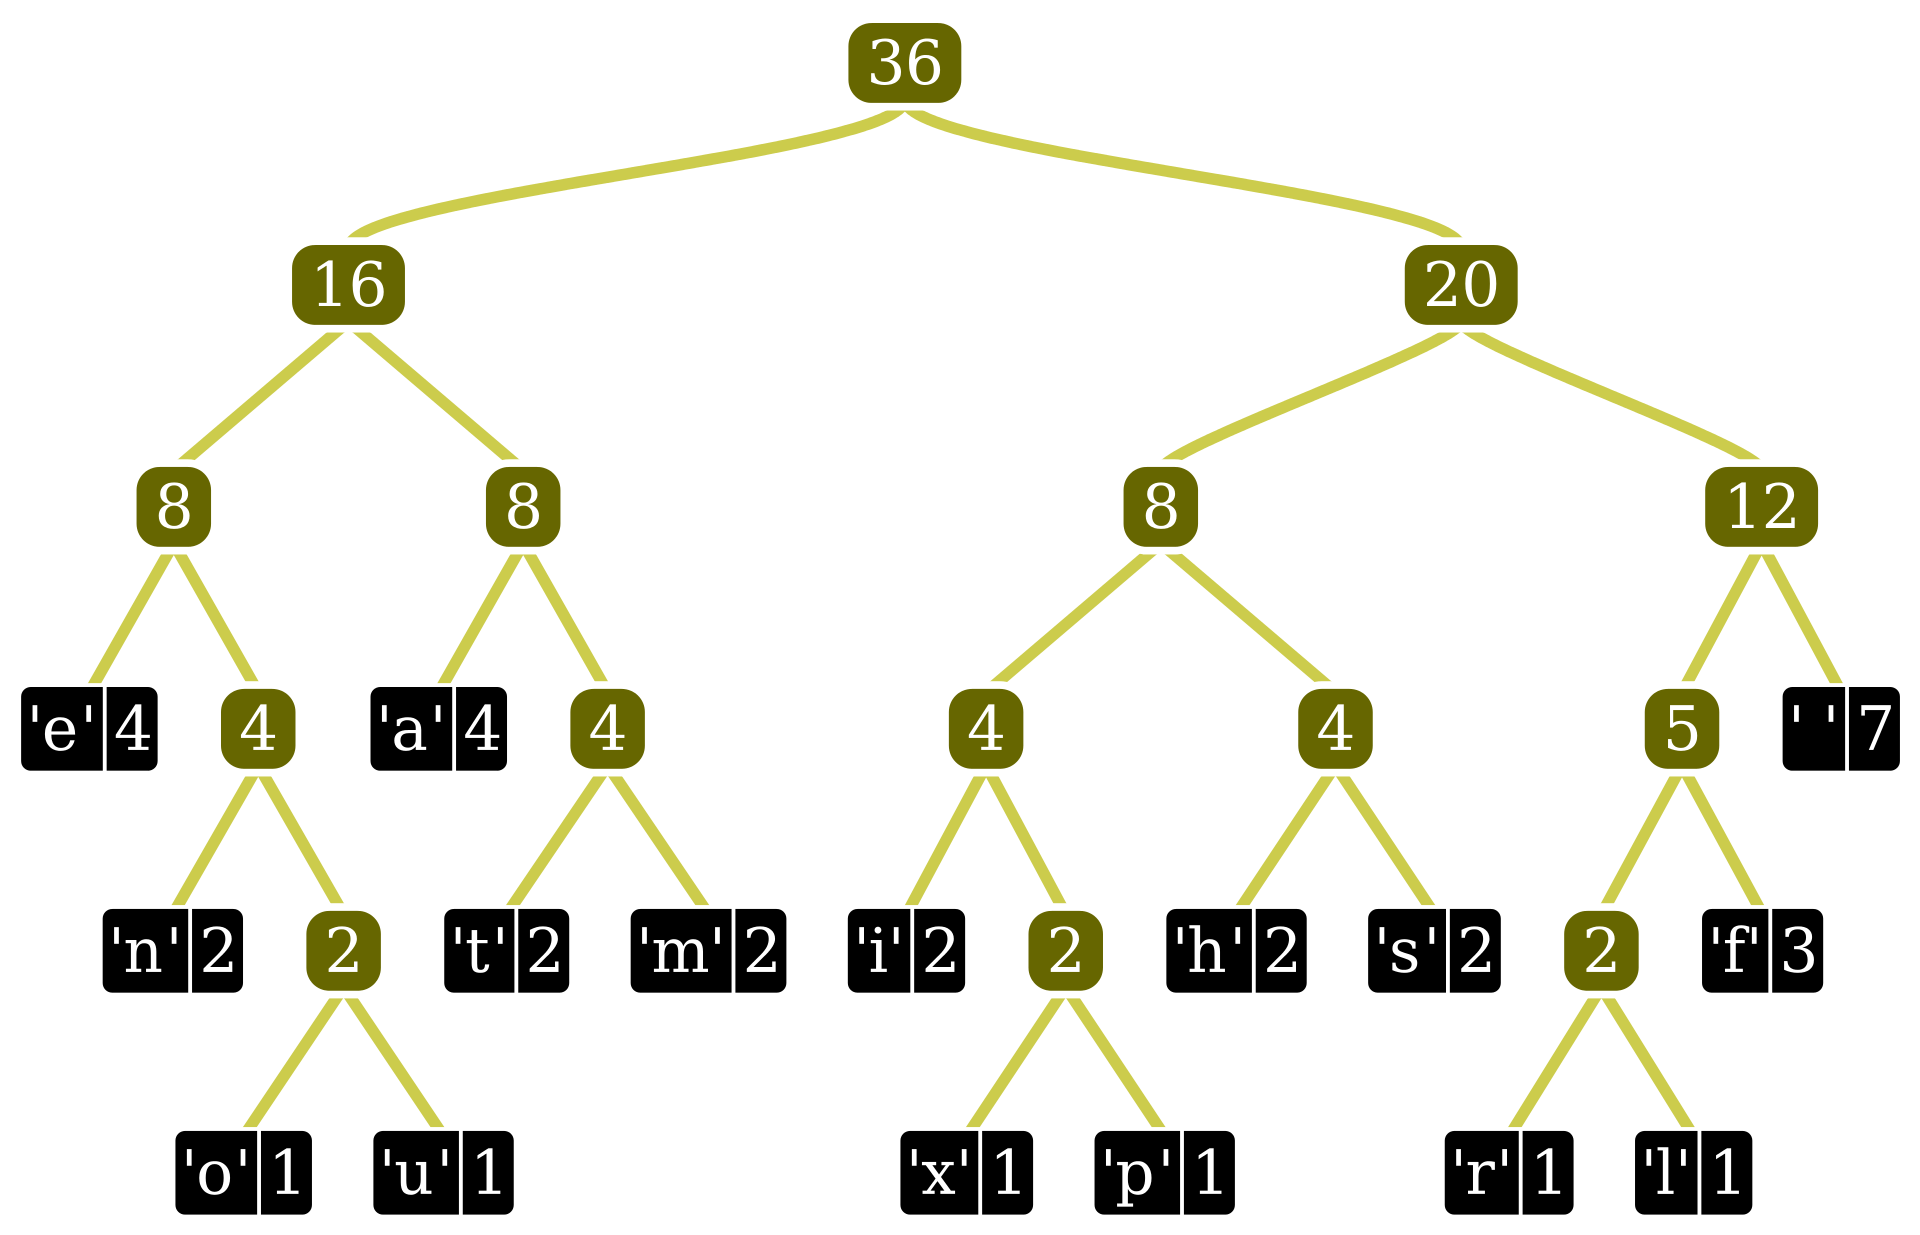 36
16 20
8 8 8 12
'e' 4 4 'a' 4 4 4 4 5 ' ' 7
'n' 2 2 't' 2 'm' 2 'i' 2 2 'h' 2 's' 2 2 'f' 3
'o' 1 'u' 1 'x' 1 'p' 1 'r' 1 'l' 1